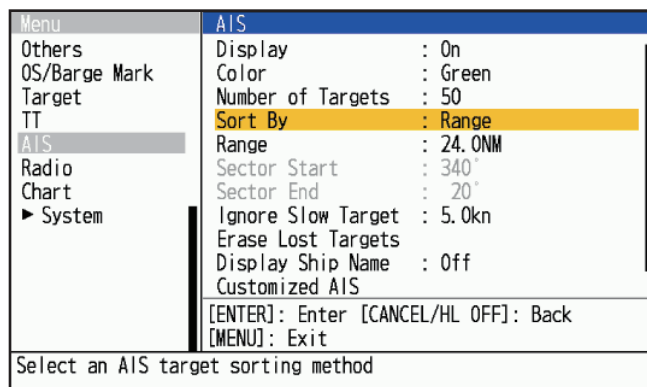 Menu
Others
OS/Barge Mark
Target
TT
AIS
Radio
Chart
► System
AIS
Display : On
Color : Green
Number of Targets : 50
Sort By : Range
Range : 24.0NM
Sector Start : 340°
Sector End : 20°
Ignore Slow Target : 5.0kn
Erase Lost Targets
Display Ship Name : Off
Customized AIS
[ENTER]: Enter [CANCEL/HL OFF]: Back
[MENU]: Exit
Select an AIS target sorting method